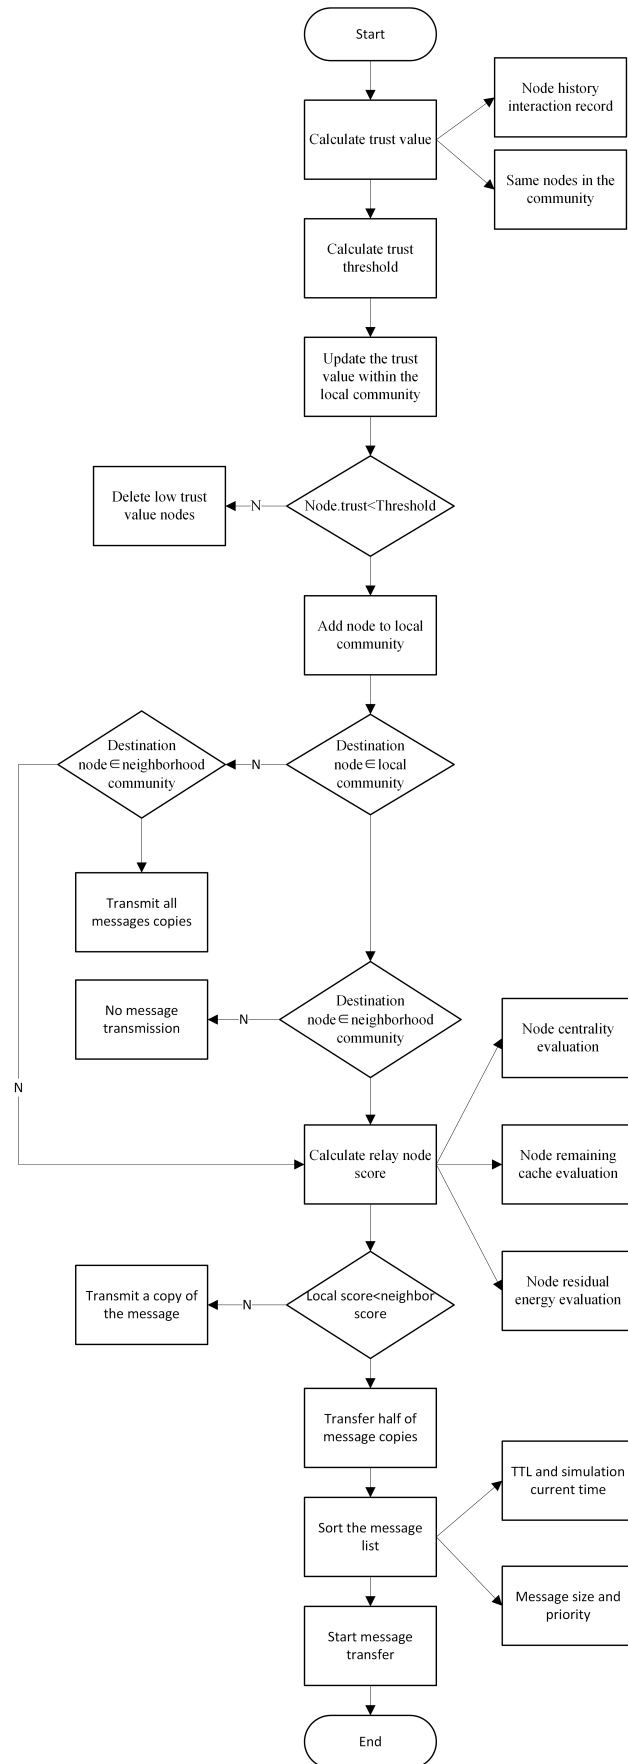 Start
Calculate trust value
Node history
interaction record
Same nodes in the
community
Calculate trust
threshold
Update the trust
value within the
local community
Node.trust<Threshold
N
Delete low trust
value nodes
Add node to local
community
Destination
node∈local
community
N
Destination
node∈neighborhood
community
Transmit all
messages copies
Destination
node∈neighborhood
community
N
No message
transmission
N
Calculate relay node
score
Node centrality
evaluation
Node remaining
cache evaluation
Node residual
energy evaluation
Local score<neighbor
score
N
Transmit a copy of
the message
Transfer half of
message copies
Sort the message
list
TTL and simulation
current time
Message size and
priority
Start message
transfer
End